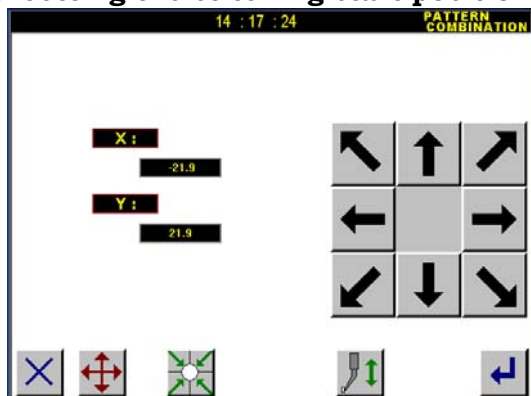 14 : 17 : 24
PATTERN
COMBINATION
X :
-21.9
Y :
21.9